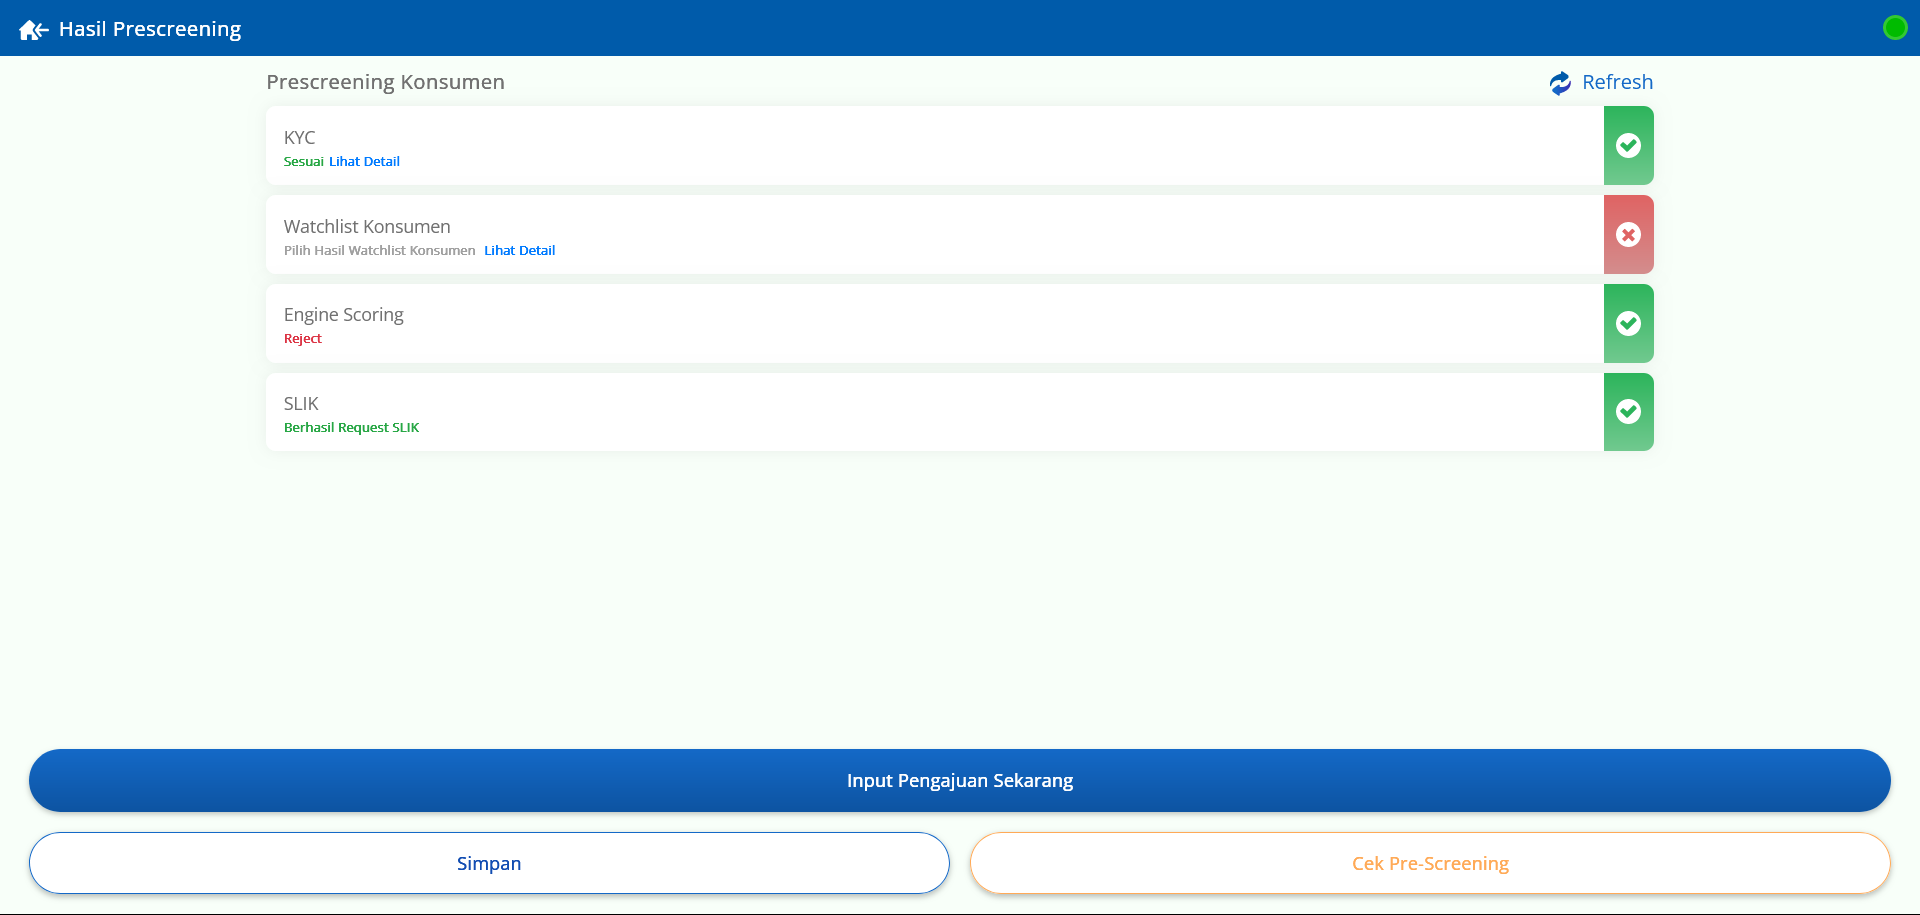 Hasil Prescreening
Prescreening Konsumen
Refresh
KYC
Sesuai Lihat Detail
Watchlist Konsumen
Pilih Hasil Watchlist Konsumen Lihat Detail
Engine Scoring
Reject
SLIK
Berhasil Request SLIK
Input Pengajuan Sekarang
Simpan
Cek Pre-Screening